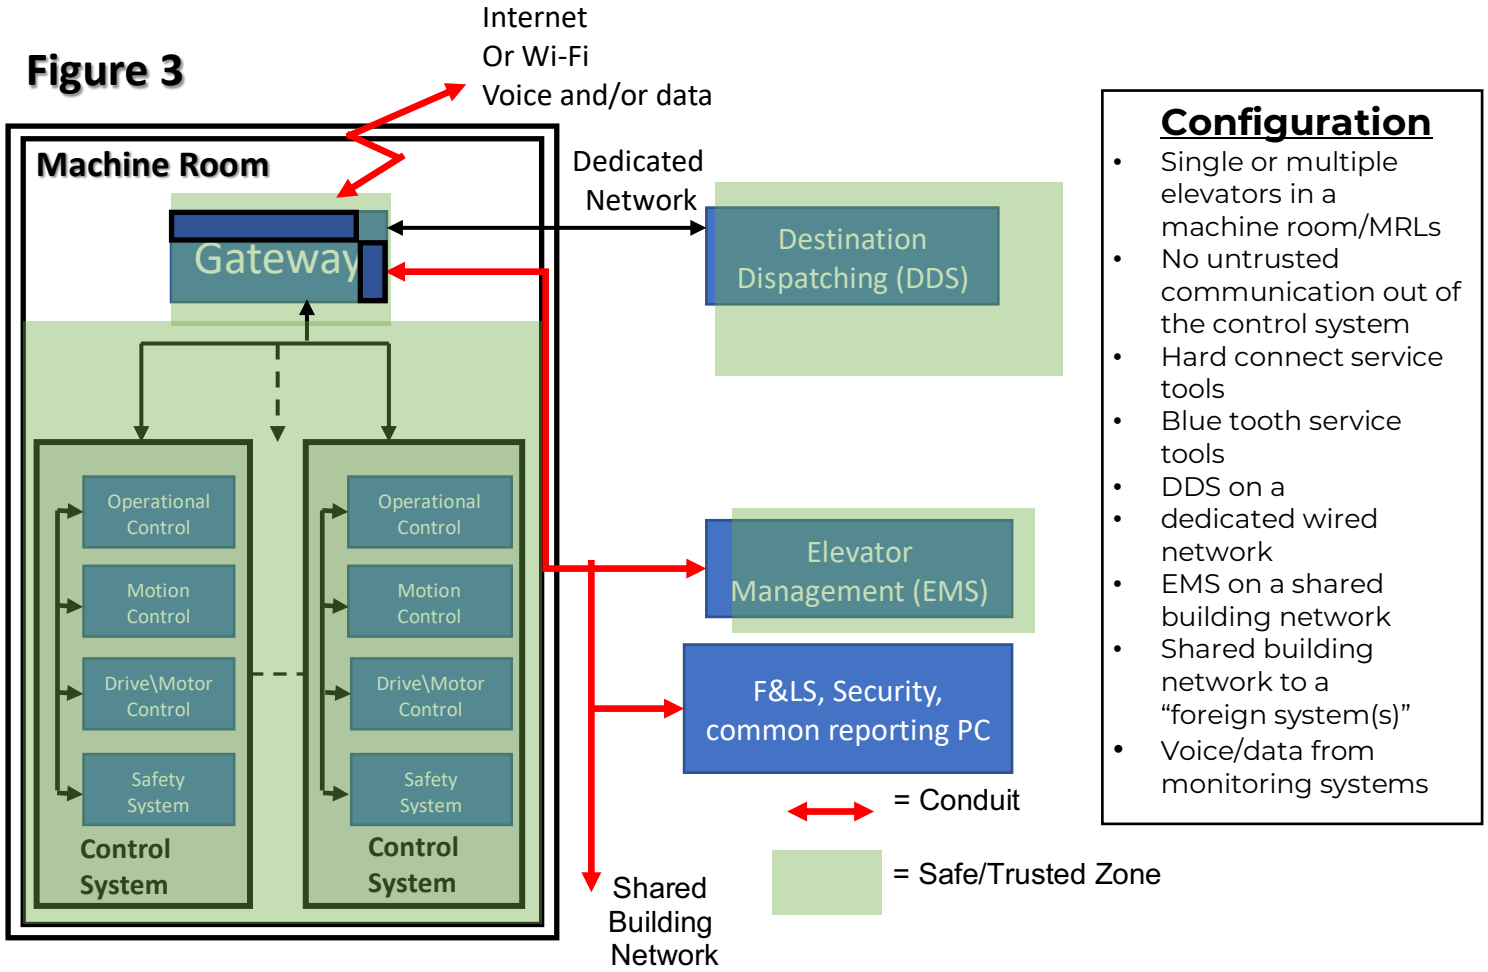 Figure 3
Internet
Or Wi-Fi
Voice and/or data
Machine Room
Dedicated
Network
Gateway
Destination
Dispatching (DDS)
Operational
Control
Motion
Control
Drive\Motor
Control
Safety
System
Control
System
Operational
Control
Motion
Control
Drive\Motor
Control
Safety
System
Control
System
Elevator
Management (EMS)
F&LS, Security,
common reporting PC
= Conduit
= Safe/Trusted Zone
Shared
Building
Network
Configuration
• Single or multiple
elevators in a
machine room/MRLs
• No untrusted
communication out of
the control system
• Hard connect service
tools
• Blue tooth service
tools
• DDS on a
• dedicated wired
network
• EMS on a shared
building network
• Shared building
network to a
“foreign system(s)”
• Voice/data from
monitoring systems